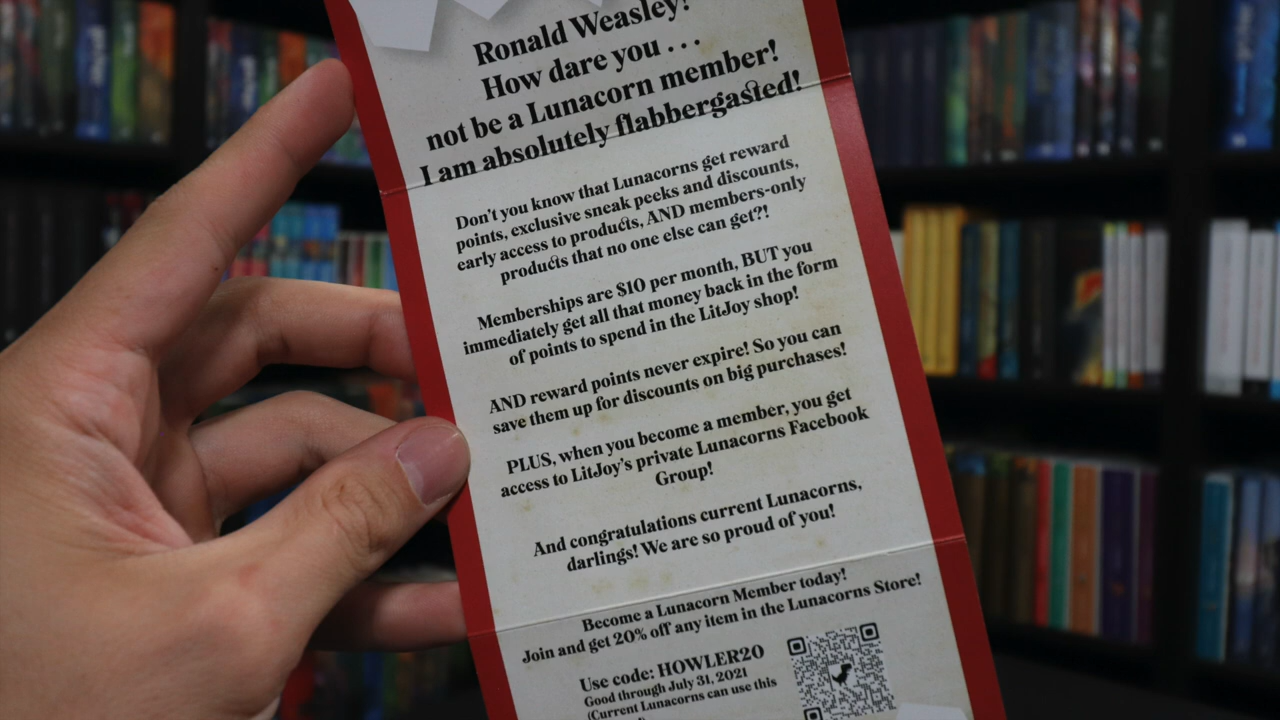 Ronald Weasley!
How dare you . . .
not be a Lunacorn member!
I am absolutely flabbergasted!
Don't you know that Lunacorns get reward
points, exclusive sneak peeks and discounts,
early access to products, AND members-only
products that no one else can get?!
Memberships are $10 per month, BUT you
immediately get all that money back in the form
of points to spend in the LitJoy shop!
AND reward points never expire! So you can
save them up for discounts on big purchases!
PLUS, when you become a member, you get
access to LitJoy's private Lunacorns Facebook
Group!
And congratulations current Lunacorns,
darlings! We are so proud of you!
Become a Lunacorn Member today!
Join and get 20% off any item in the Lunacorns Store!
Use code: HOWLER20
Good through July 31, 2021
(Current Lunacorns can use this